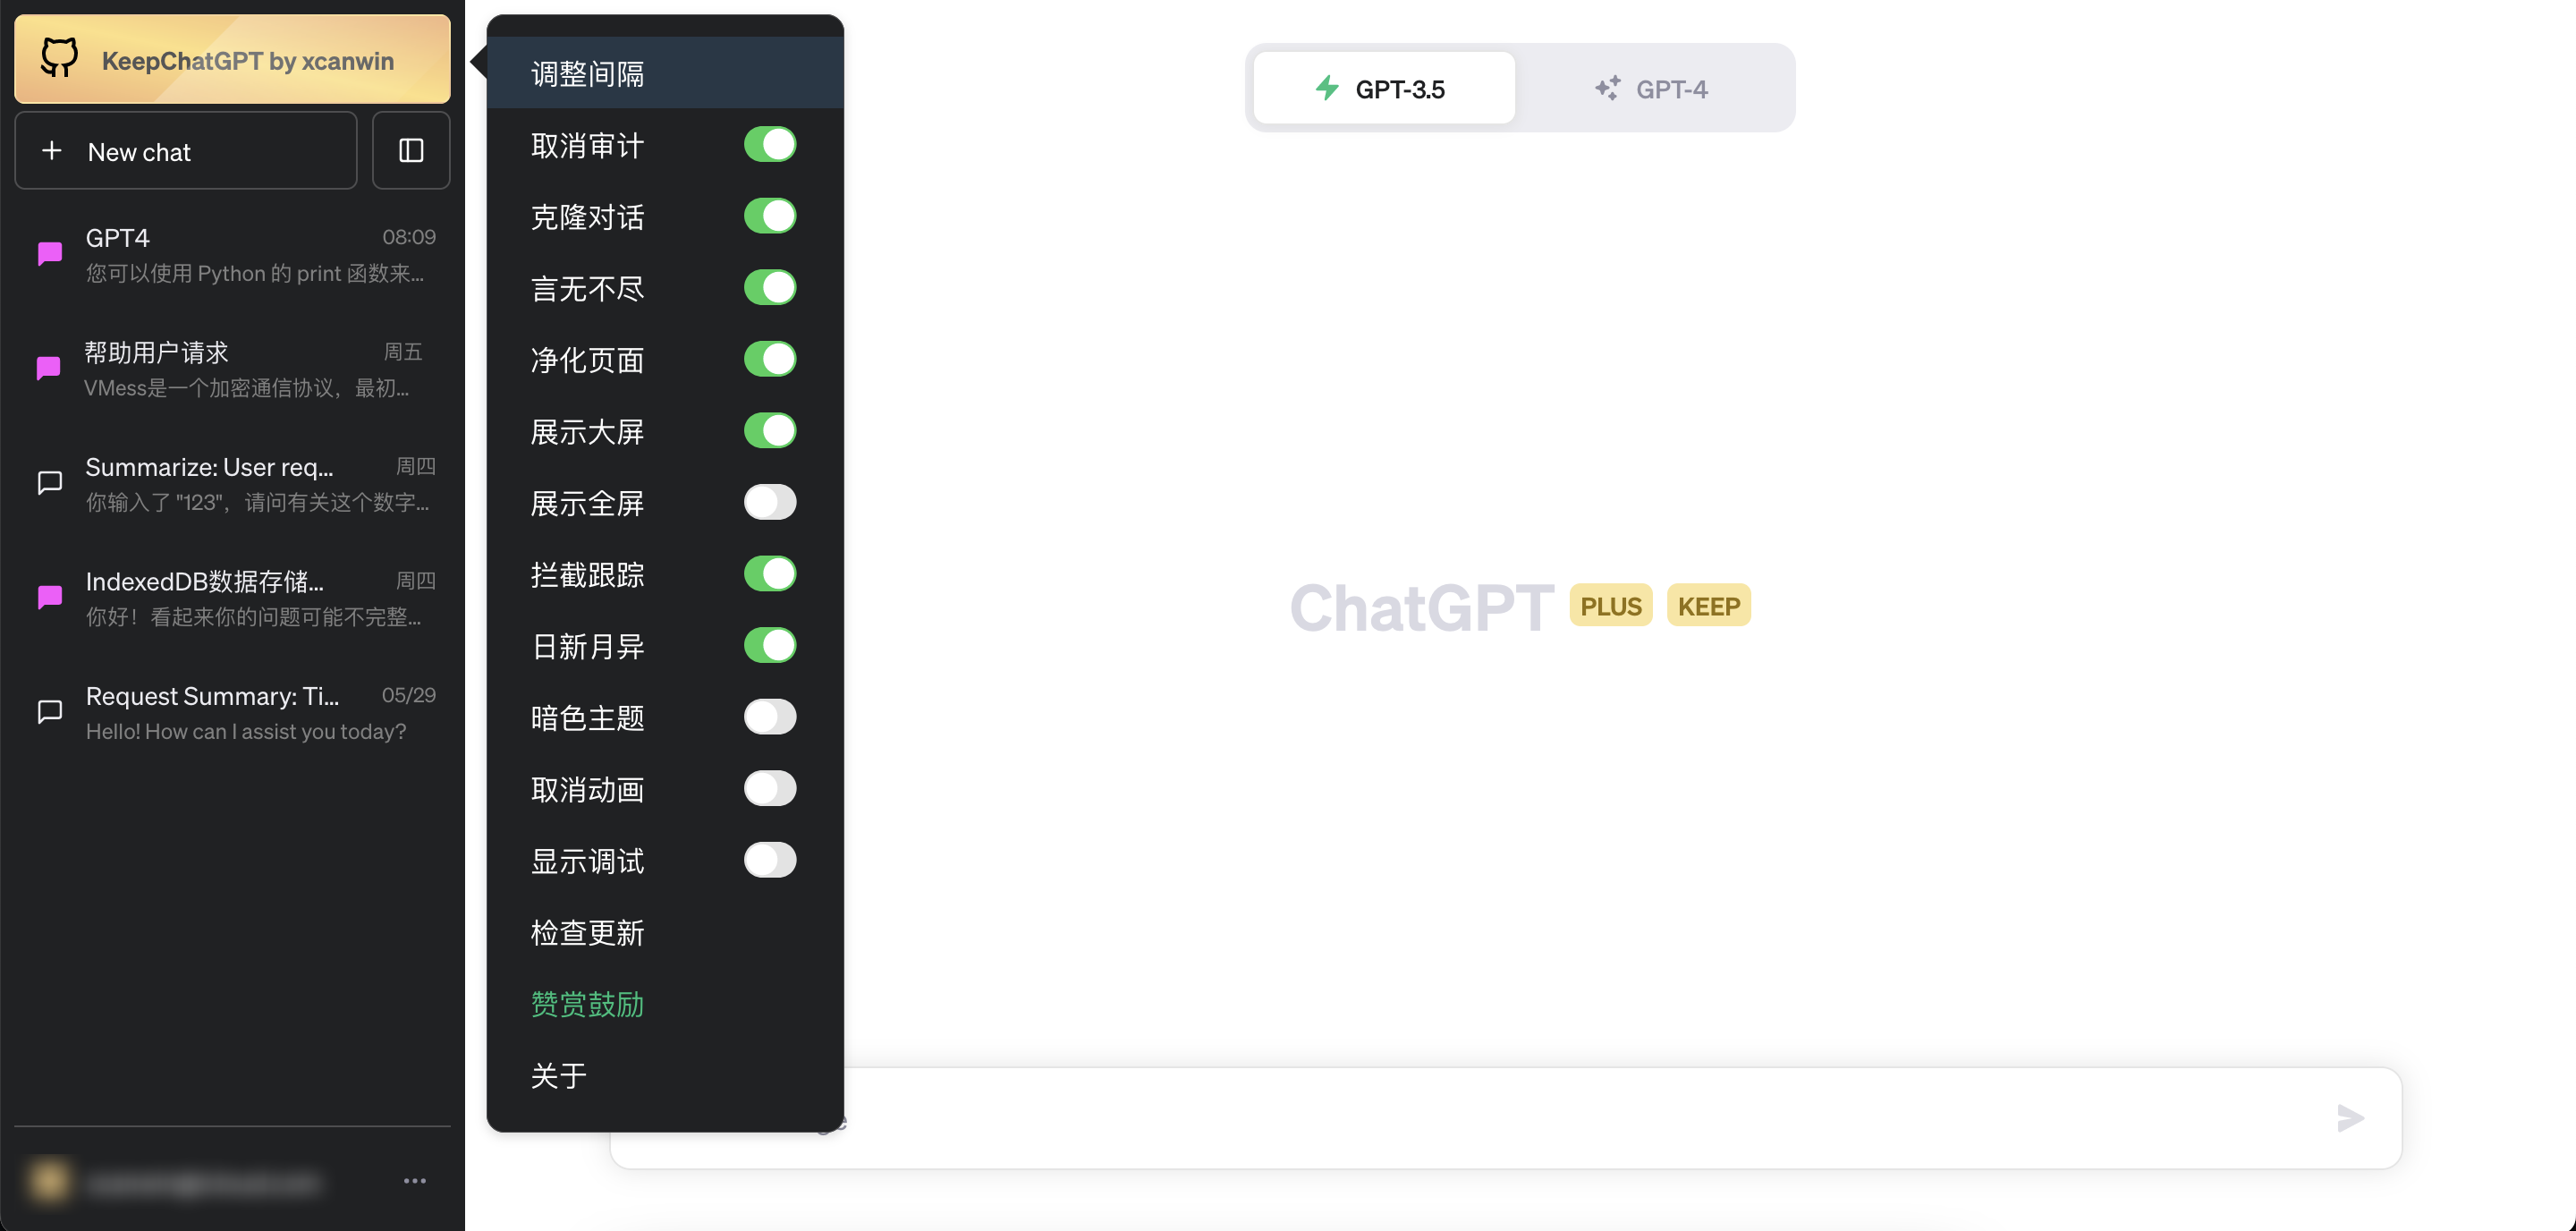 KeepChatGPT by xcanwin
New chat
GPT4
08:09
您可以使用 Python 的 print 函数来...
帮助用户请求
周五
VMess是一个加密通信协议，最初...
Summarize: User req...
周四
你输入了 "123"，请问有关这个数字...
IndexedDB数据存储...
周四
你好！看起来你的问题可能不完整...
Request Summary: Ti...
05/29
Hello! How can I assist you today?
调整间隔
取消审计
克隆对话
言无不尽
净化页面
展示大屏
展示全屏
拦截跟踪
日新月异
暗色主题
取消动画
显示调试
检查更新
赞赏鼓励
关于
GPT-3.5
GPT-4
ChatGPT PLUS KEEP